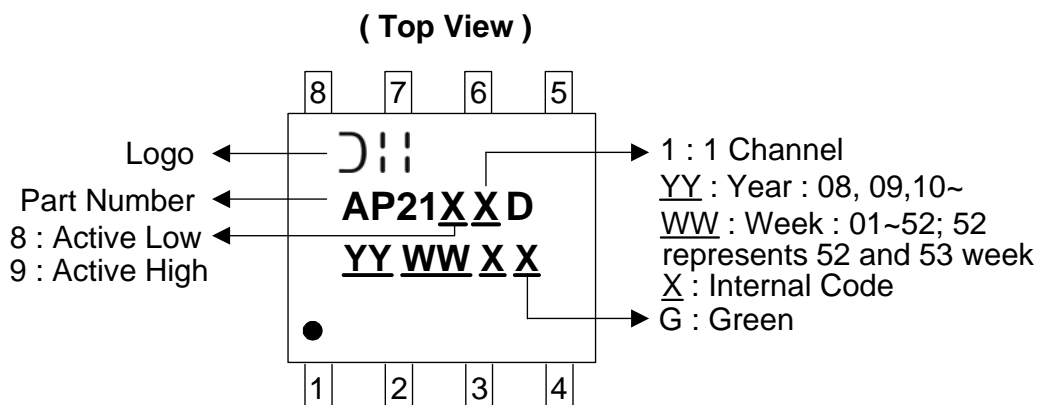 ( Top View )
8 7 6 5
Logo
Part Number
8 : Active Low
9 : Active High
AP21XXD
YY WW X X
1 : 1 Channel
YY : Year : 08, 09,10~
WW : Week : 01~52; 52
represents 52 and 53 week
X : Internal Code
G : Green
1 2 3 4